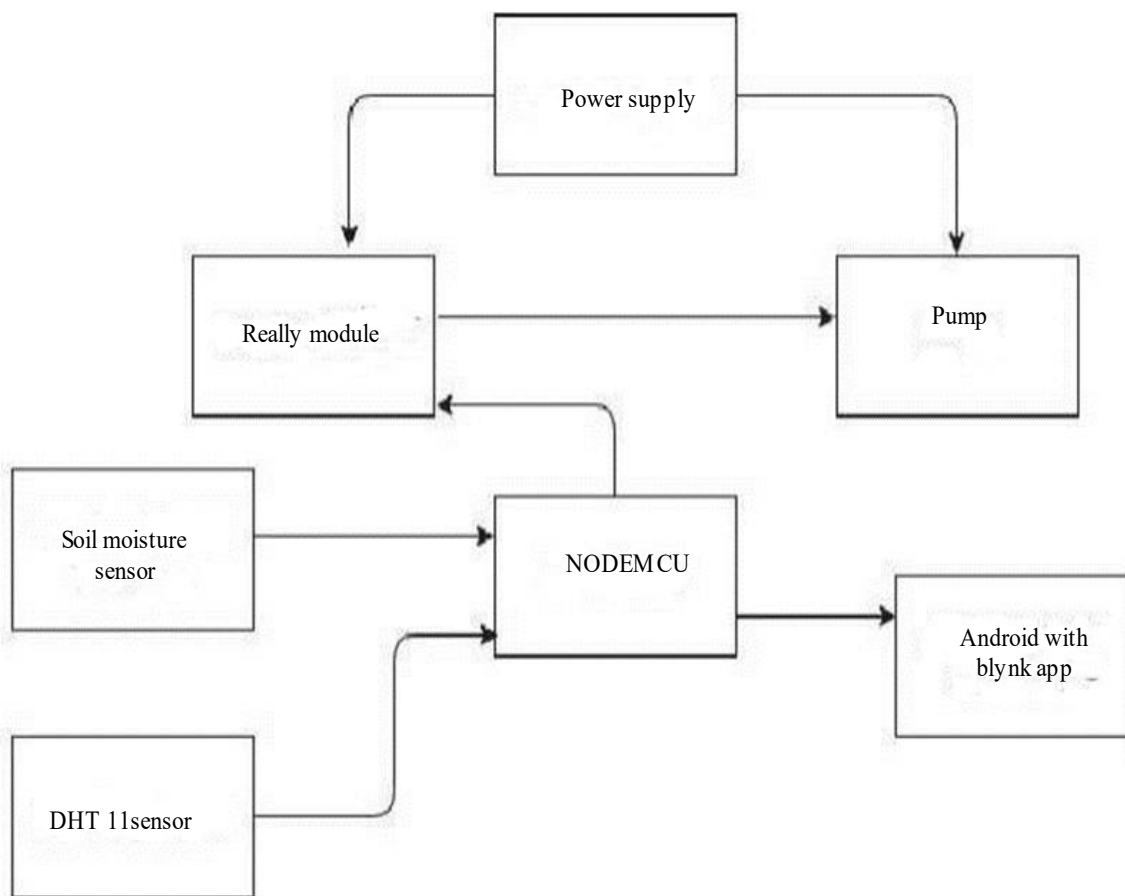 Power supply
Really module
Pump
Soil moisture
sensor
NODEMCU
Android with
blynk app
DHT 11sensor